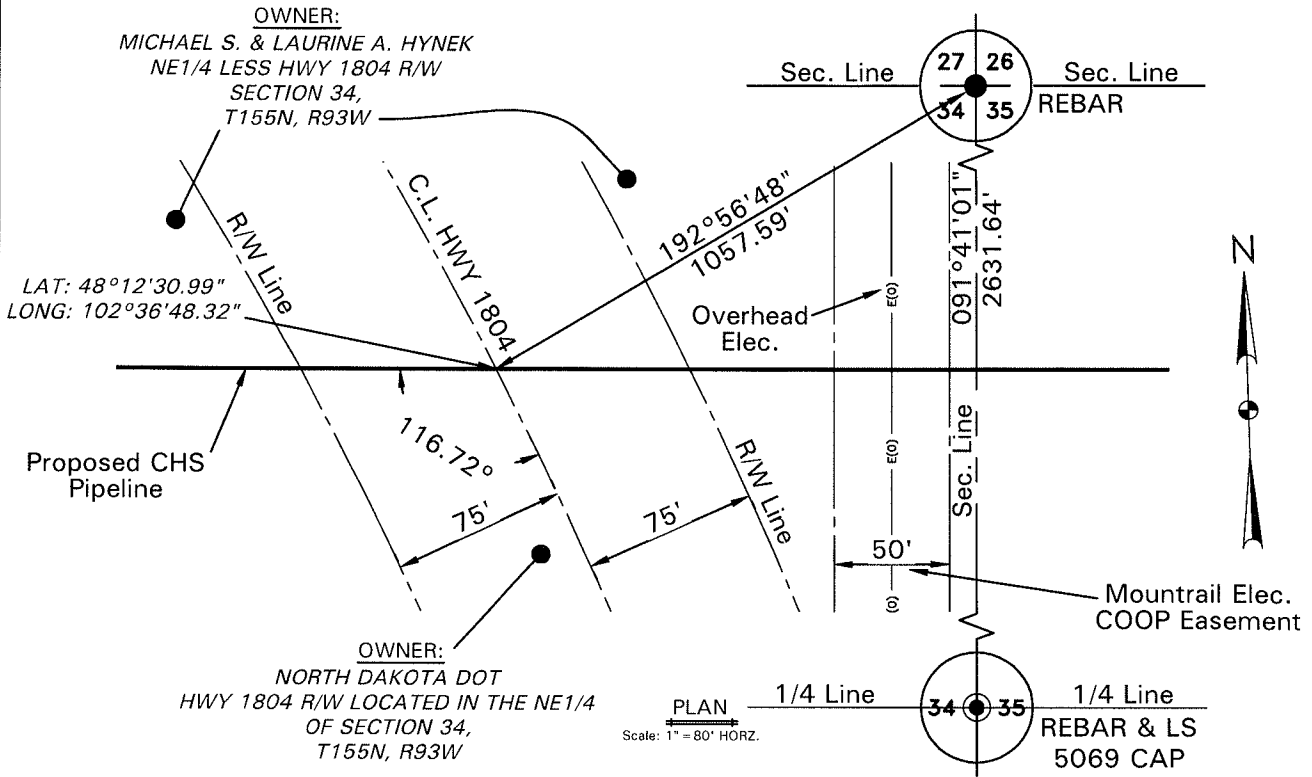 OWNER:
MICHAEL S. & LAURINE A. HYNEK
NE1/4 LESS HWY 1804 R/W
SECTION 34,
T155N, R93W
27 26
34 35
Sec. Line
Sec. Line
REBAR
R/W Line
C.L. HWY 1804
192°56'48"
1057.59'
091°41'01"
2631.64'
N
LAT: 48°12'30.99"
LONG: 102°36'48.32"
Overhead
Elec.
E(O)
E(O)
(O)
Proposed CHS
Pipeline
116.72°
75'
75'
R/W Line
Sec. Line
50'
Mountrail Elec.
COOP Easement
OWNER:
NORTH DAKOTA DOT
HWY 1804 R/W LOCATED IN THE NE1/4
OF SECTION 34,
T155N, R93W
PLAN
Scale: 1" = 80' HORZ.
1/4 Line
34 35
1/4 Line
REBAR & LS
5069 CAP